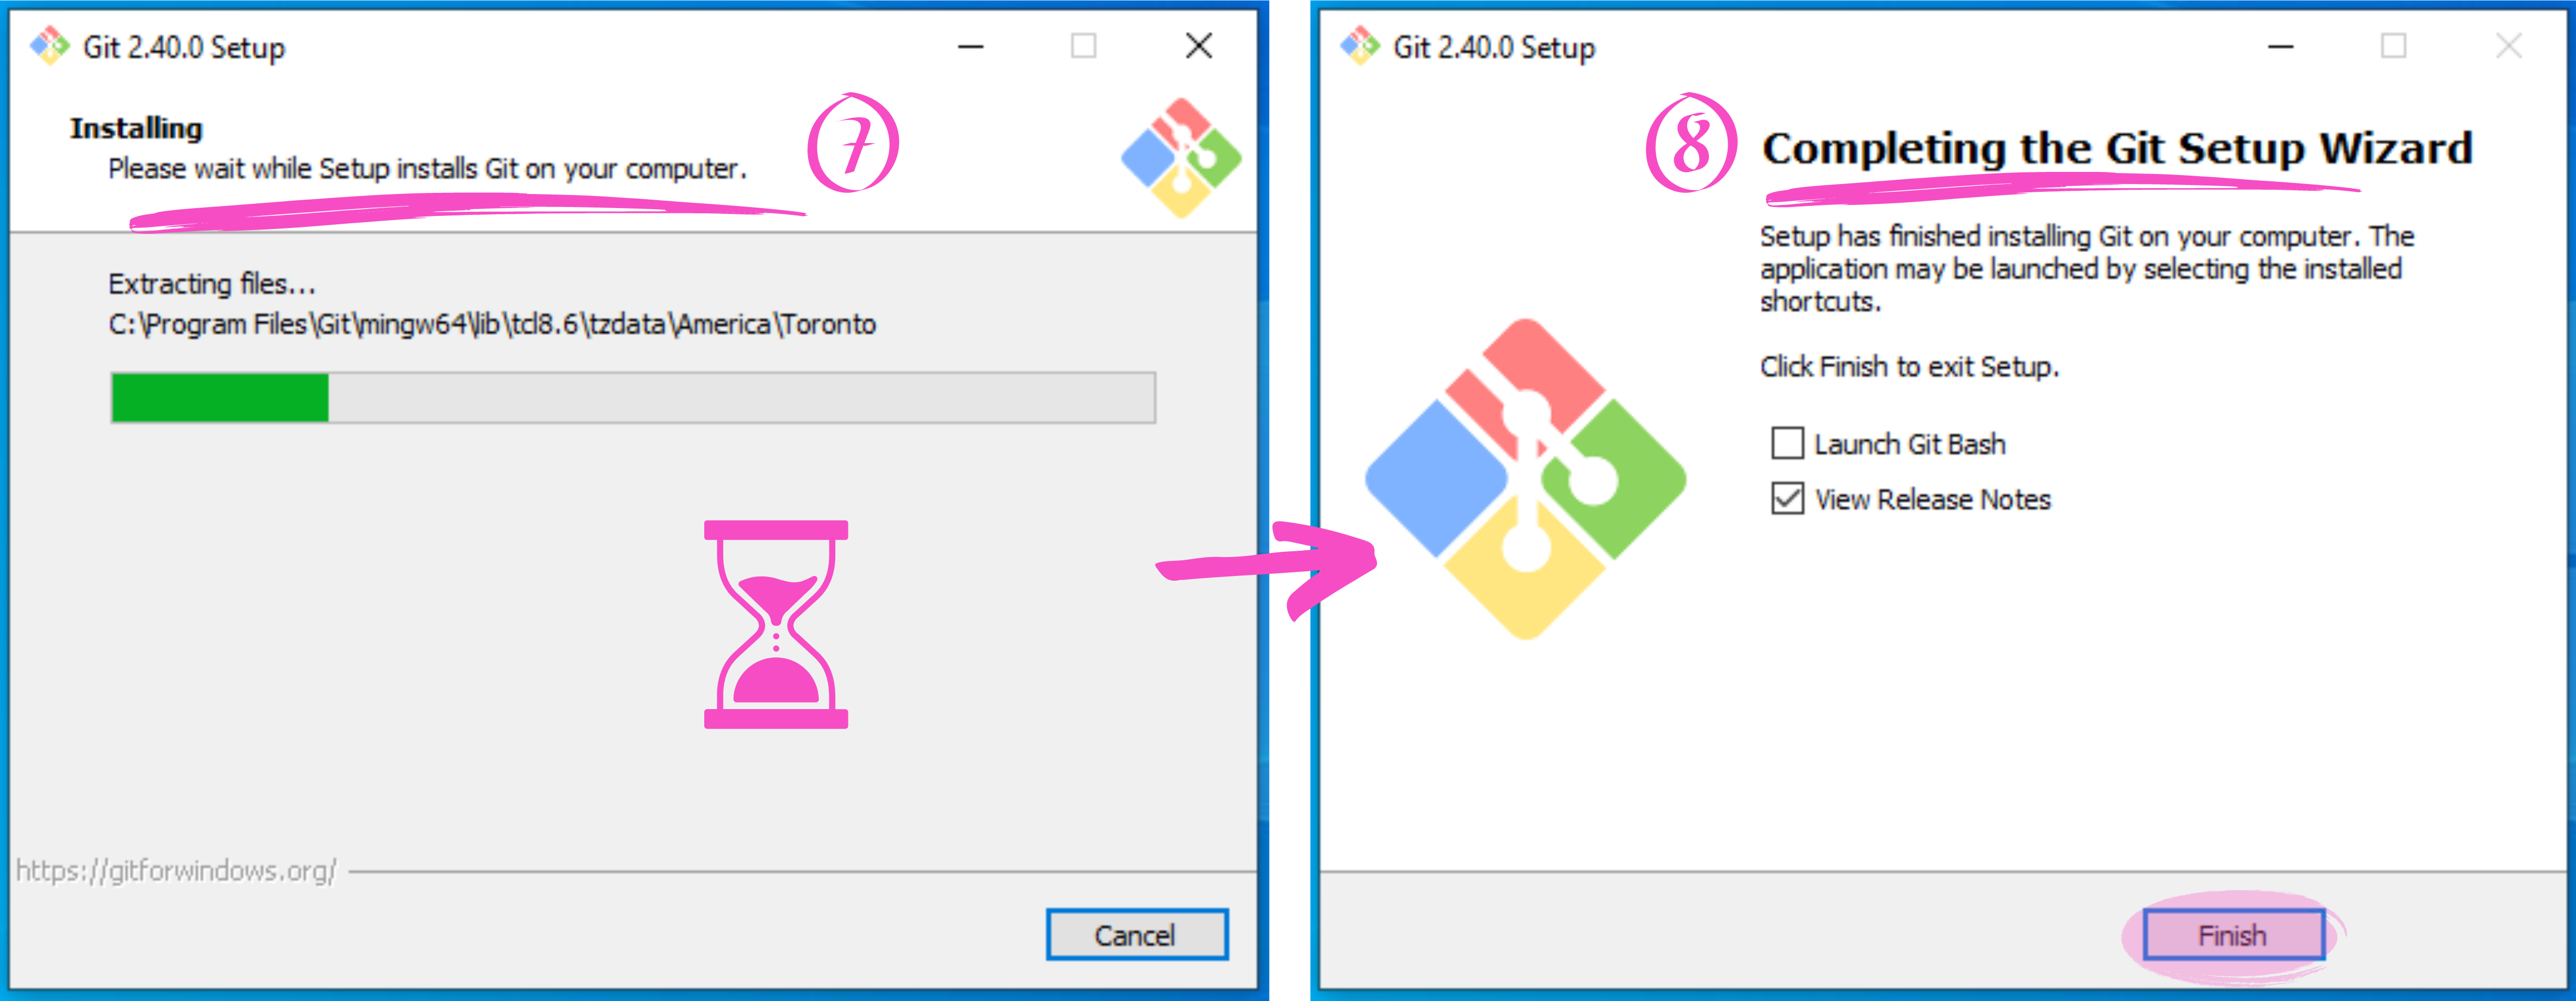 Git 2.40.0 Setup
7
Installing
Please wait while Setup installs Git on your computer.
Extracting files...
C:\Program Files\Git\mingw64\lib\tcl8.6\tzdata\America\Toronto
https://gitforwindows.org/
Cancel
Git 2.40.0 Setup
8
Completing the Git Setup Wizard
Setup has finished installing Git on your computer. The
application may be launched by selecting the installed
shortcuts.
Click Finish to exit Setup.
Launch Git Bash
View Release Notes
Finish